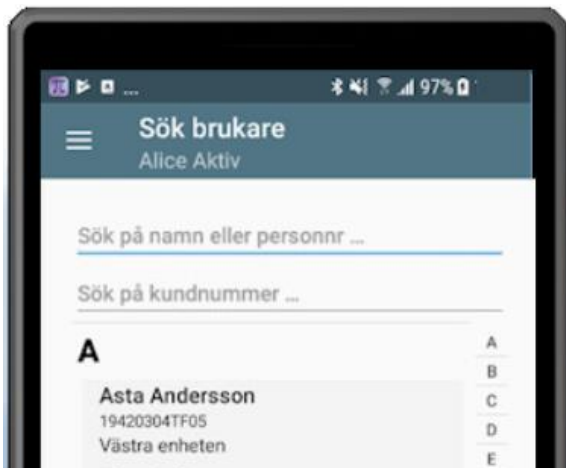 97%
Sök brukare
Alice Aktiv
Sök på namn eller personnr ...
Sök på kundnummer ...
A
A
B
Asta Andersson
C
19420304TF05
D
Västra enheten
E